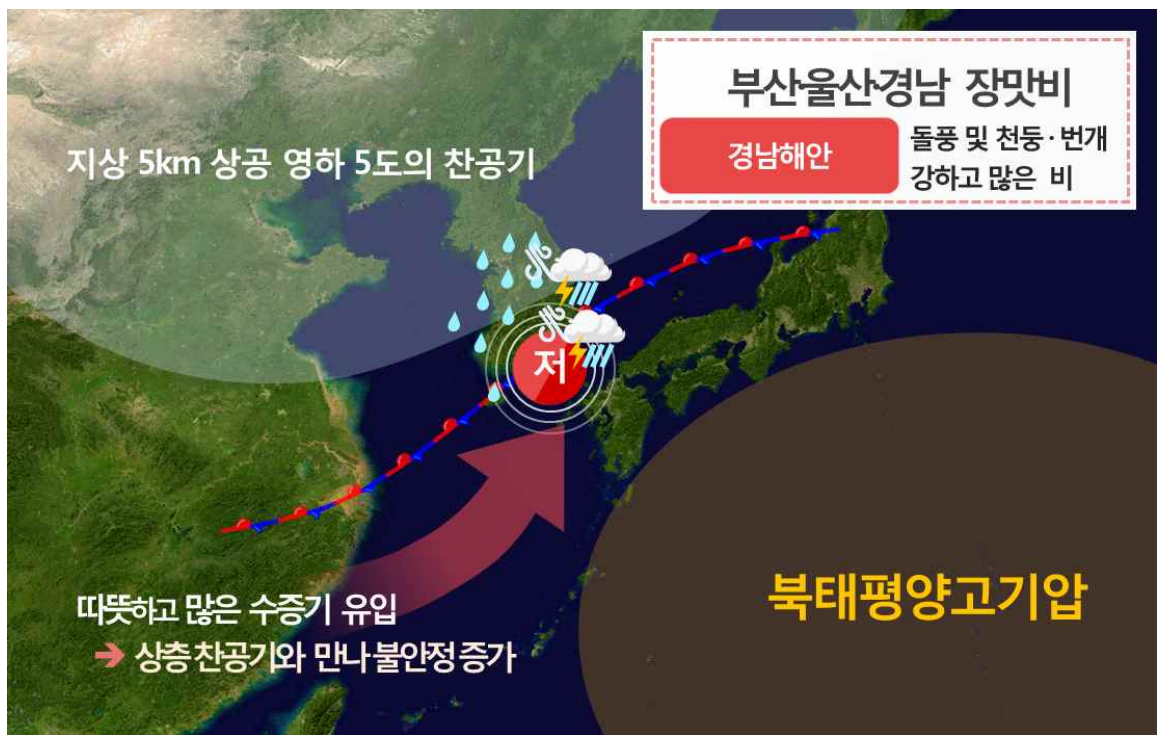 부산·울산·경남 장맛비
경남해안
돌풍 및 천둥·번개
강하고 많은 비
지상 5km 상공 영하 5도의 찬공기
저
북태평양고기압
따뜻하고 많은 수증기 유입
➔ 상층 찬공기와 만나 불안정 증가